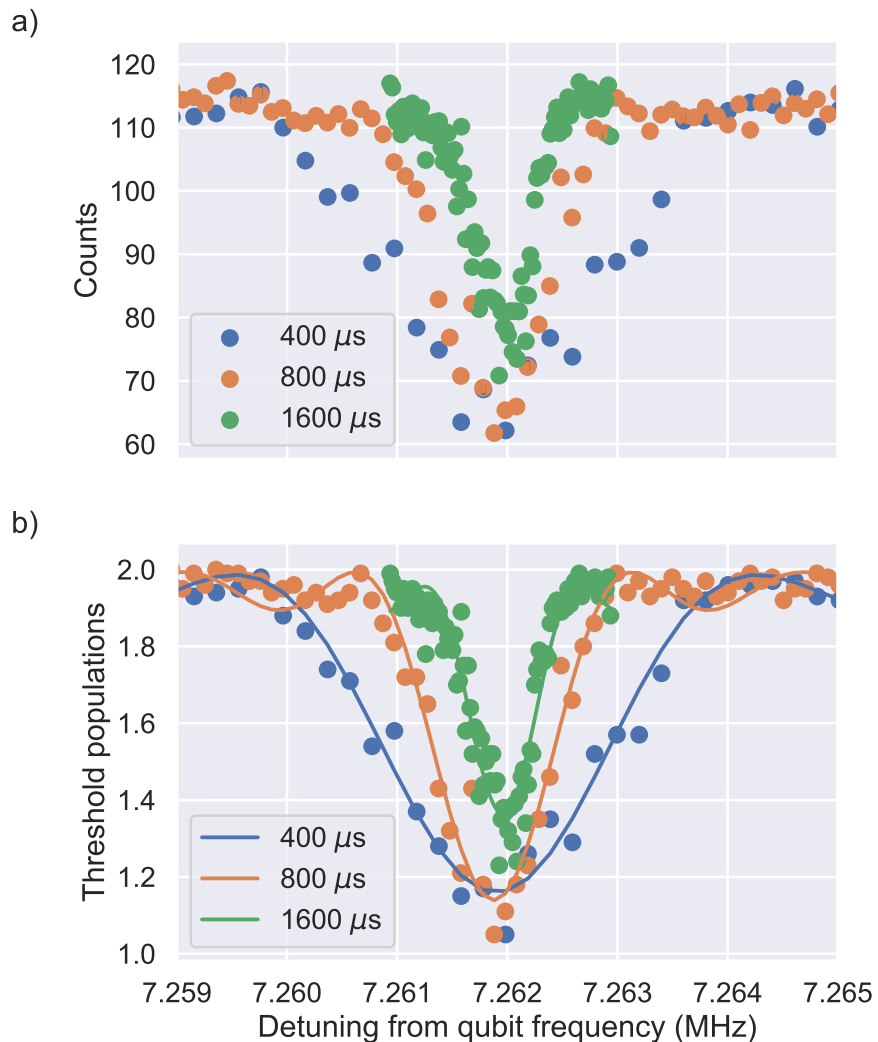 a)
120
110
100
90
80
70
60
Counts
400 μs
800 μs
1600 μs
b)
2.0
1.8
1.6
1.4
1.2
1.0
Threshold populations
400 μs
800 μs
1600 μs
7.259 7.260 7.261 7.262 7.263 7.264 7.265
Detuning from qubit frequency (MHz)